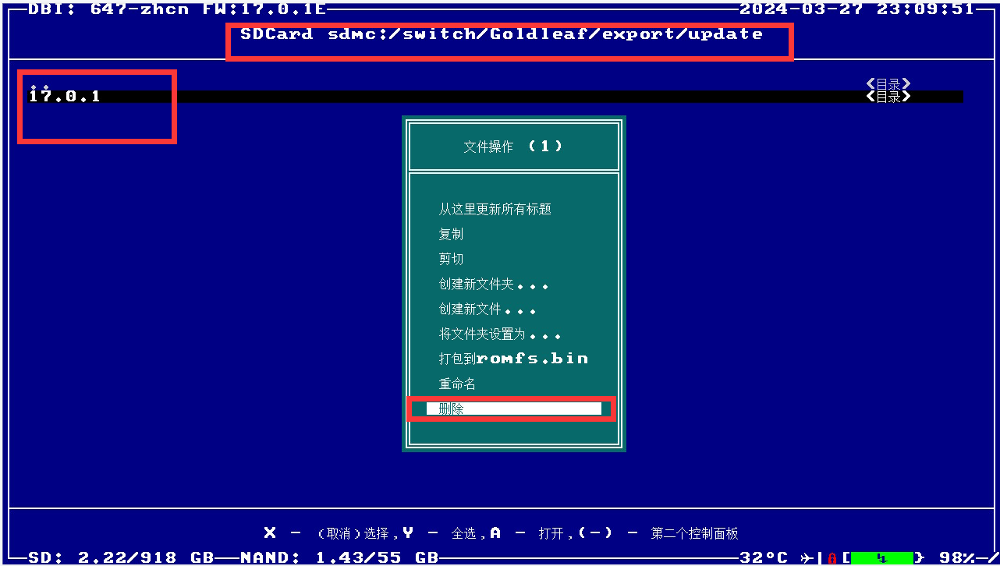 DBI: 647-zhcn FW:17.0.1E 2024-03-27 23:09:51
SDCard sdmc:/switch/Goldleaf/export/update
.. <目录>
17.0.1 <目录>
文件操作 (1)
从这里更新所有标题
复制
剪切
创建新文件夹...
创建新文件...
将文件夹设置为...
打包到romfs.bin
重命名
删除
X - (取消)选择,Y - 全选,A - 打开,(-) - 第二个控制面板
SD: 2.22/918 GB NAND: 1.43/55 GB 32°C 98%